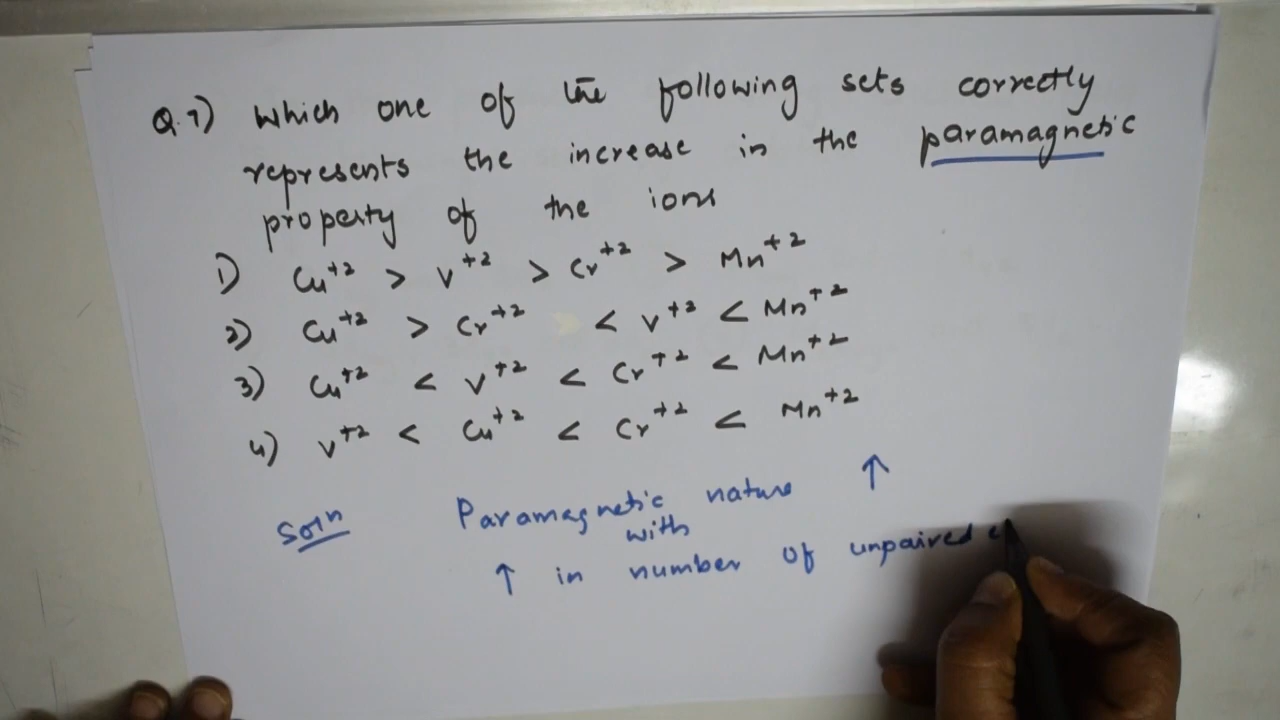 Q.7) Which one of the following sets correctly
represents the increase in the paramagnetic
property of the ions
1) Cu+2 > V+2 > Cr+2 > Mn+2
2) Cu+2 > Cr+2 < V+2 < Mn+2
3) Cu+2 < V+2 < Cr+2 < Mn+2
4) V+2 < Cu+2 < Cr+2 < Mn+2
Soln Paramagnetic nature ↑
with
↑ in number of unpaired